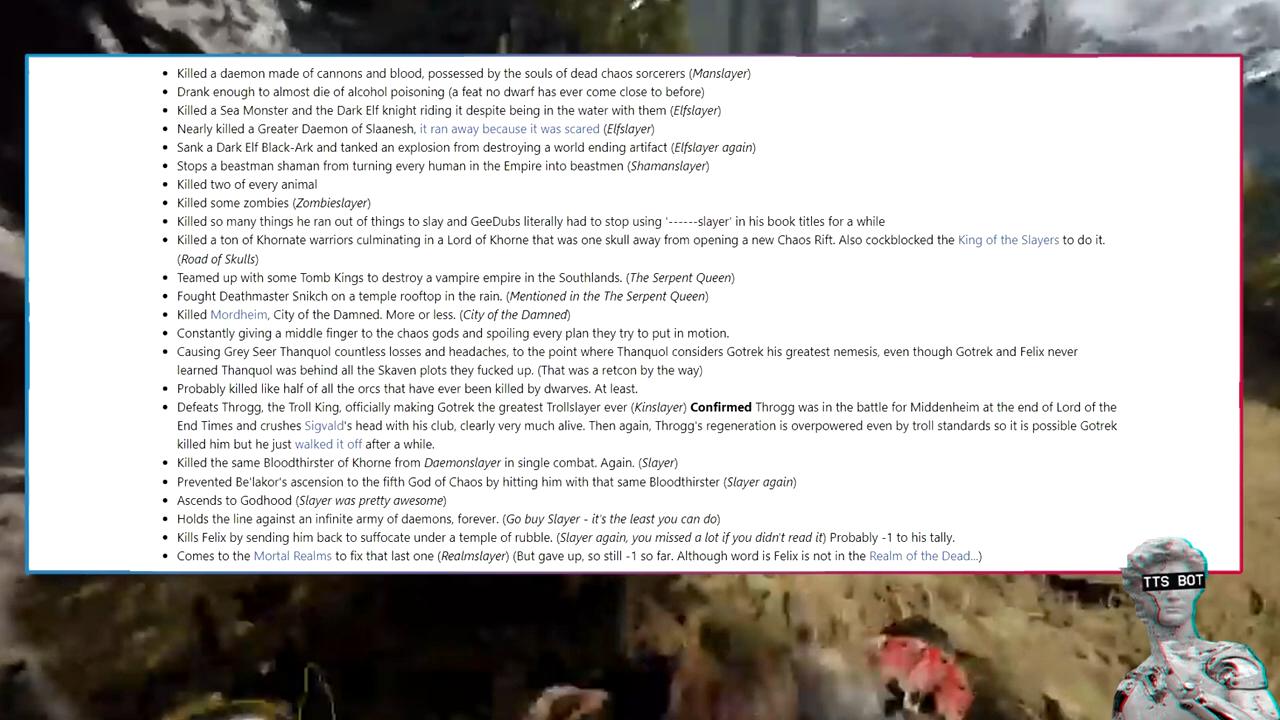 Killed a daemon made of cannons and blood, possessed by the souls of dead chaos sorcerers (Manslayer)
Drank enough to almost die of alcohol poisoning (a feat no dwarf has ever come close to before)
Killed a Sea Monster and the Dark Elf knight riding it despite being in the water with them (Elfslayer)
Nearly killed a Greater Daemon of Slaanesh, it ran away because it was scared (Elfslayer)
Sank a Dark Elf Black-Ark and tanked an explosion from destroying a world ending artifact (Elfslayer again)
Stops a beastman shaman from turning every human in the Empire into beastmen (Shamanslayer)
Killed two of every animal
Killed some zombies (Zombieslayer)
Killed so many things he ran out of things to slay and GeeDubs literally had to stop using '------slayer' in his book titles for a while
Killed a ton of Khornate warriors culminating in a Lord of Khorne that was one skull away from opening a new Chaos Rift. Also cockblocked the King of the Slayers to do it.
(Road of Skulls)
Teamed up with some Tomb Kings to destroy a vampire empire in the Southlands. (The Serpent Queen)
Fought Deathmaster Snikch on a temple rooftop in the rain. (Mentioned in the The Serpent Queen)
Killed Mordheim, City of the Damned. More or less. (City of the Damned)
Constantly giving a middle finger to the chaos gods and spoiling every plan they try to put in motion.
Causing Grey Seer Thanquol countless losses and headaches, to the point where Thanquol considers Gotrek his greatest nemesis, even though Gotrek and Felix never
learned Thanquol was behind all the Skaven plots they fucked up. (That was a retcon by the way)
Probably killed like half of all the orcs that have ever been killed by dwarves. At least.
Defeats Throgg, the Troll King, officially making Gotrek the greatest Trollslayer ever (Kinslayer) Confirmed Throgg was in the battle for Middenheim at the end of Lord of the
End Times and crushes Sigvald's head with his club, clearly very much alive. Then again, Throgg's regeneration is overpowered even by troll standards so it is possible Gotrek
killed him but he just walked it off after a while.
Killed the same Bloodthirster of Khorne from Daemonslayer in single combat. Again. (Slayer)
Prevented Be'lakor's ascension to the fifth God of Chaos by hitting him with that same Bloodthirster (Slayer again)
Ascends to Godhood (Slayer was pretty awesome)
Holds the line against an infinite army of daemons, forever. (Go buy Slayer - it's the least you can do)
Kills Felix by sending him back to suffocate under a temple of rubble. (Slayer again, you missed a lot if you didn't read it) Probably -1 to his tally.
Comes to the Mortal Realms to fix that last one (Realmslayer) (But gave up, so still -1 so far. Although word is Felix is not in the Realm of the Dead...)
TTS BOT